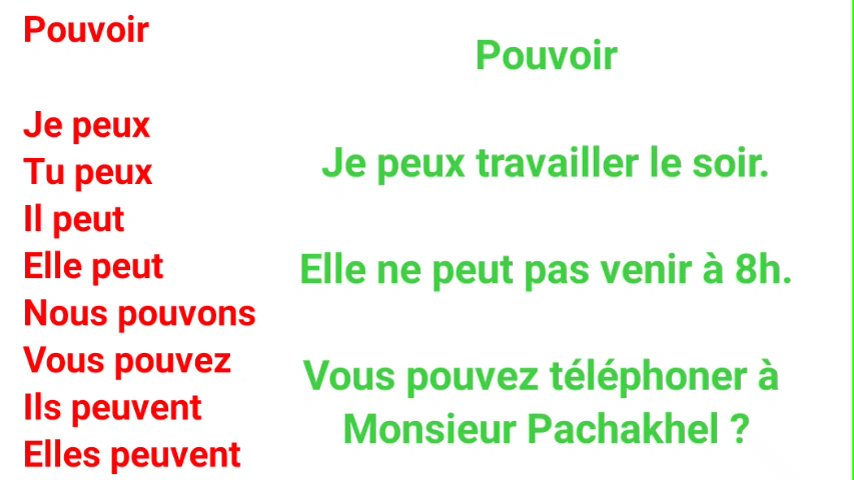 Pouvoir
Je peux
Tu peux
Il peut
Elle peut
Nous pouvons
Vous pouvez
Ils peuvent
Elles peuvent
Pouvoir
Je peux travailler le soir.
Elle ne peut pas venir à 8h.
Vous pouvez téléphoner à
Monsieur Pachakhel ?